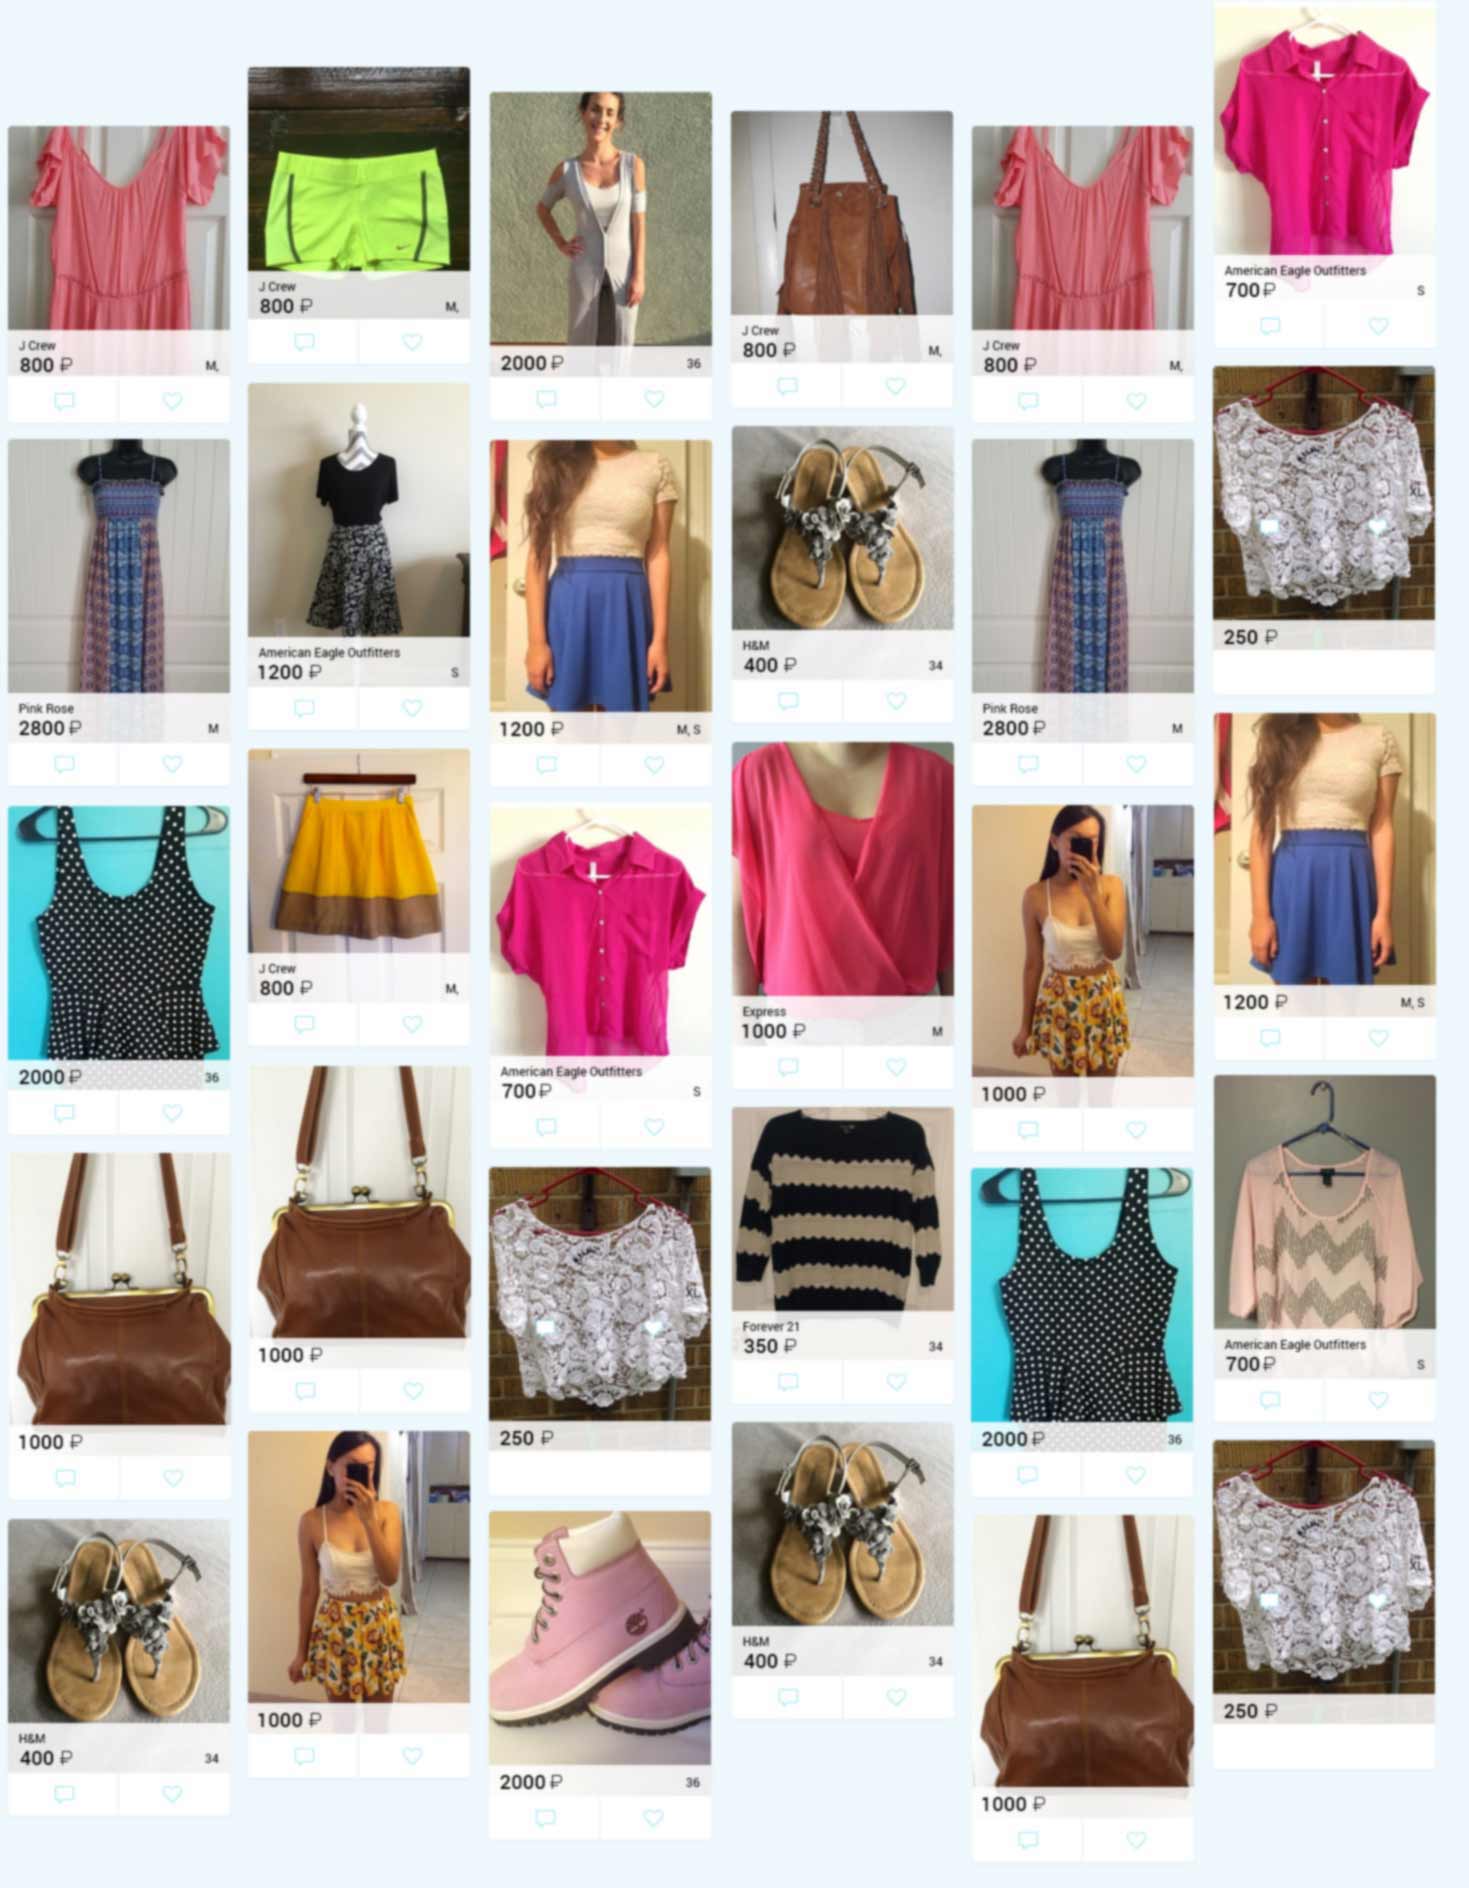 J Crew
800 ₽ M,
Pink Rose
2800 ₽ M
2000 ₽ 36
1000 ₽
H&M
400 ₽ 34
J Crew
800 ₽ M,
American Eagle Outfitters
1200 ₽ S
J Crew
800 ₽ M,
1000 ₽
1000 ₽
2000 ₽ 36
1200 ₽ M, S
American Eagle Outfitters
700 ₽ S
XL
250 ₽
2000 ₽ 36
J Crew
800 ₽ M,
H&M
400 ₽ 34
Express
1000 ₽ M
Forever 21
350 ₽ 34
H&M
400 ₽ 34
J Crew
800 ₽ M,
Pink Rose
2800 ₽ M
1000 ₽
2000 ₽ 36
1000 ₽
American Eagle Outfitters
700 ₽ S
XL
250 ₽
1200 ₽ M, S
American Eagle Outfitters
700 ₽ S
XL
250 ₽